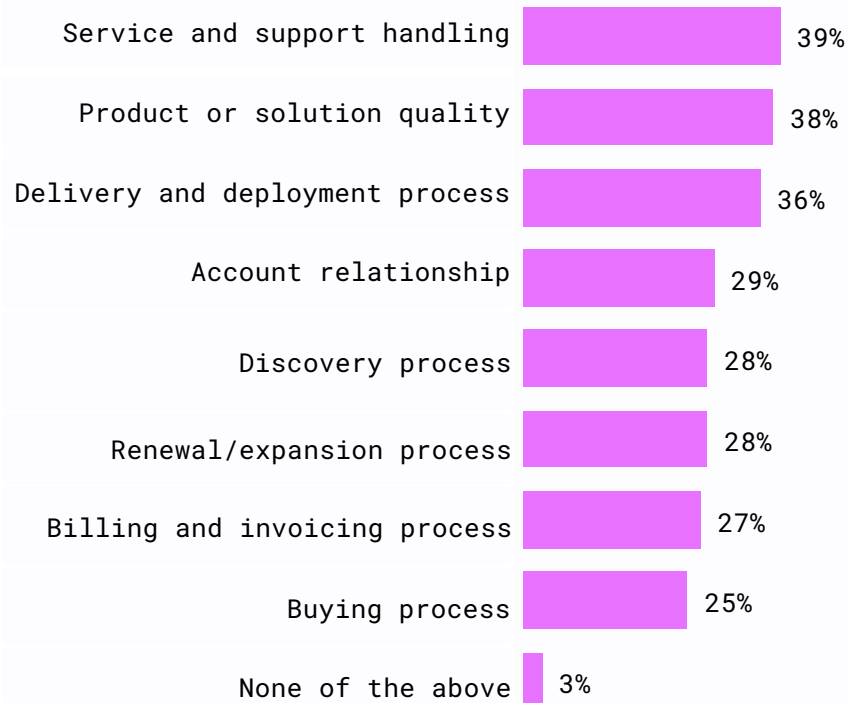 Service and support handling 39%
Product or solution quality 38%
Delivery and deployment process 36%
Account relationship 29%
Discovery process 28%
Renewal/expansion process 28%
Billing and invoicing process 27%
Buying process 25%
None of the above 3%